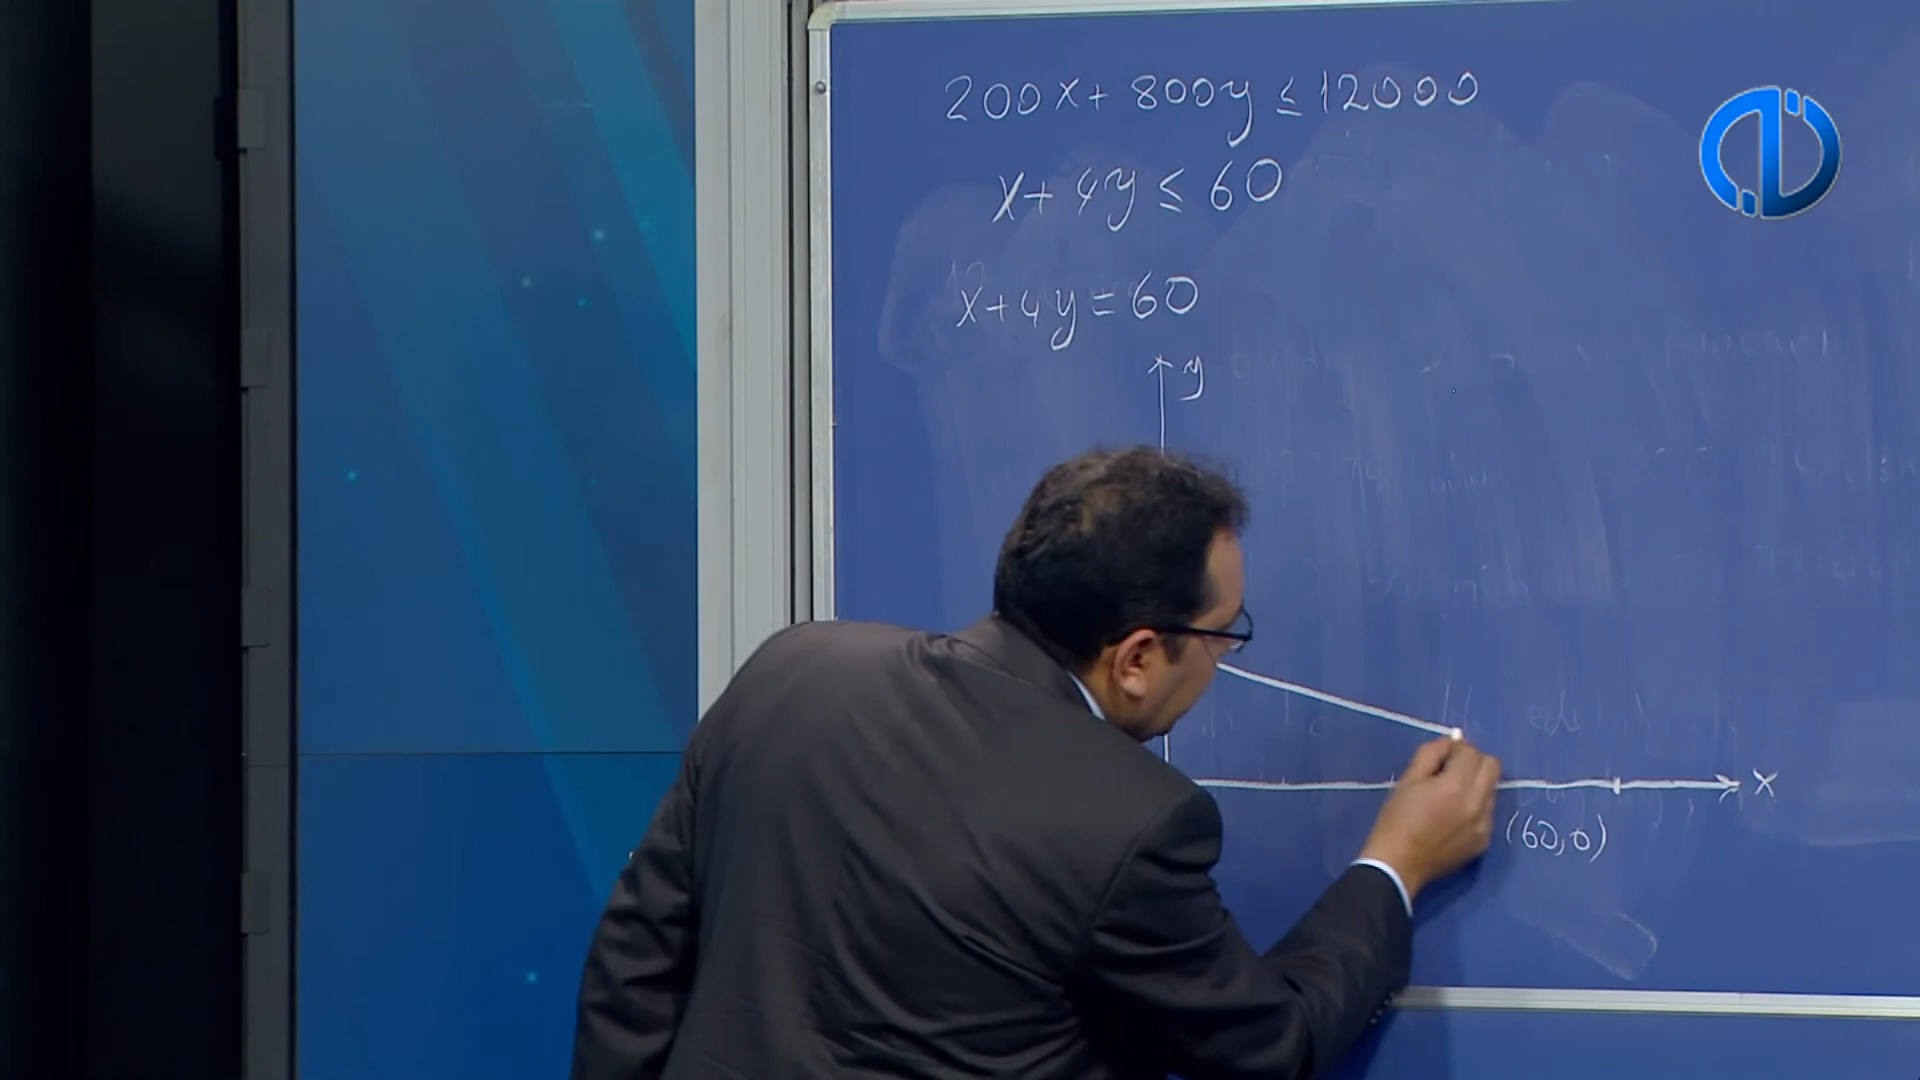 200x + 800y ≤ 12000
x + 4y ≤ 60
x + 4y = 60
y
x
(60,0)